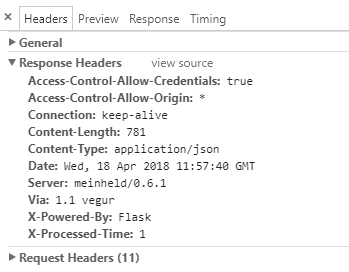 × Headers Preview Response Timing
▶ General
▼ Response Headers view source
Access-Control-Allow-Credentials: true
Access-Control-Allow-Origin: *
Connection: keep-alive
Content-Length: 781
Content-Type: application/json
Date: Wed, 18 Apr 2018 11:57:40 GMT
Server: meinheld/0.6.1
Via: 1.1 vegur
X-Powered-By: Flask
X-Processed-Time: 1
▶ Request Headers (11)